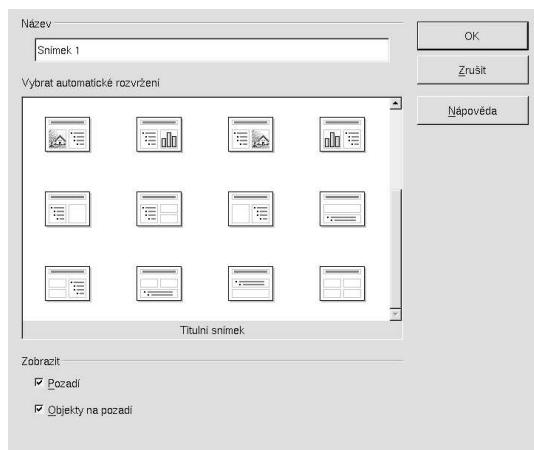 Název
Snímek 1
Vybrat automatické rozvržení
Titulní snímek
Zobrazit
Pozadí
Objekty na pozadí
OK
Zrušit
Nápověda